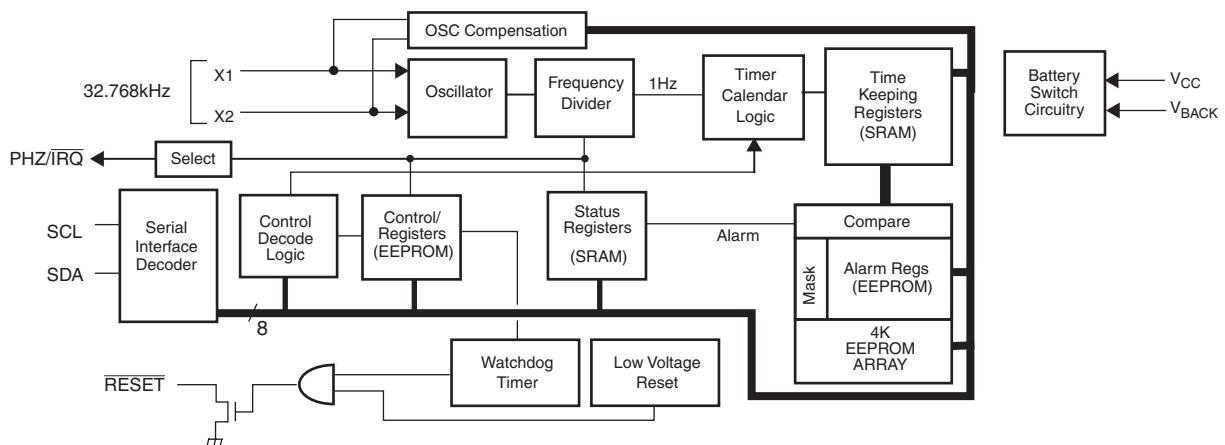 OSC Compensation
32.768kHz
X1
X2
Oscillator
Frequency
Divider
1Hz
Timer
Calendar
Logic
Time
Keeping
Registers
(SRAM)
Battery
Switch
Circuitry
VCC
VBACK
PHZ/IRQ
Select
SCL
SDA
Serial
Interface
Decoder
Control
Decode
Logic
Control/
Registers
(EEPROM)
Status
Registers
(SRAM)
Alarm
Compare
Mask
Alarm Regs
(EEPROM)
4K
EEPROM
ARRAY
8
RESET
Watchdog
Timer
Low Voltage
Reset